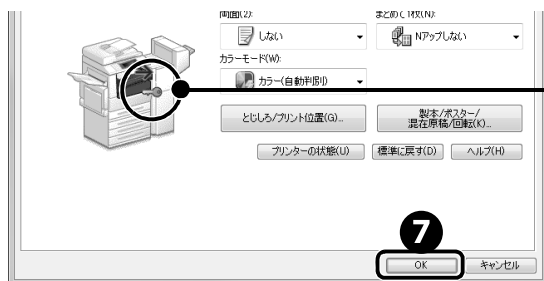 両面(2):
まとめて1枚(N):
しない
Nアップしない
カラーモード(W):
カラー(自動判別)
とじしろ/プリント位置(G)...
製本/ポスター/
混在原稿/回転(K)...
プリンターの状態(U)
標準に戻す(D)
ヘルプ(H)
7
OK
キャンセル